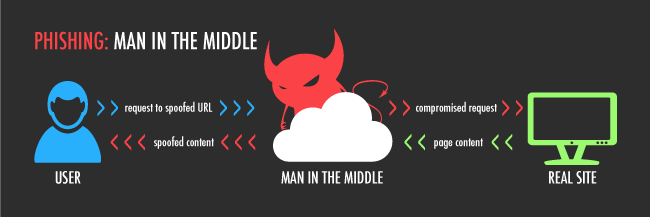 PHISHING: MAN IN THE MIDDLE
request to spoofed URL
compromised request
spoofed content
page content
USER
MAN IN THE MIDDLE
REAL SITE